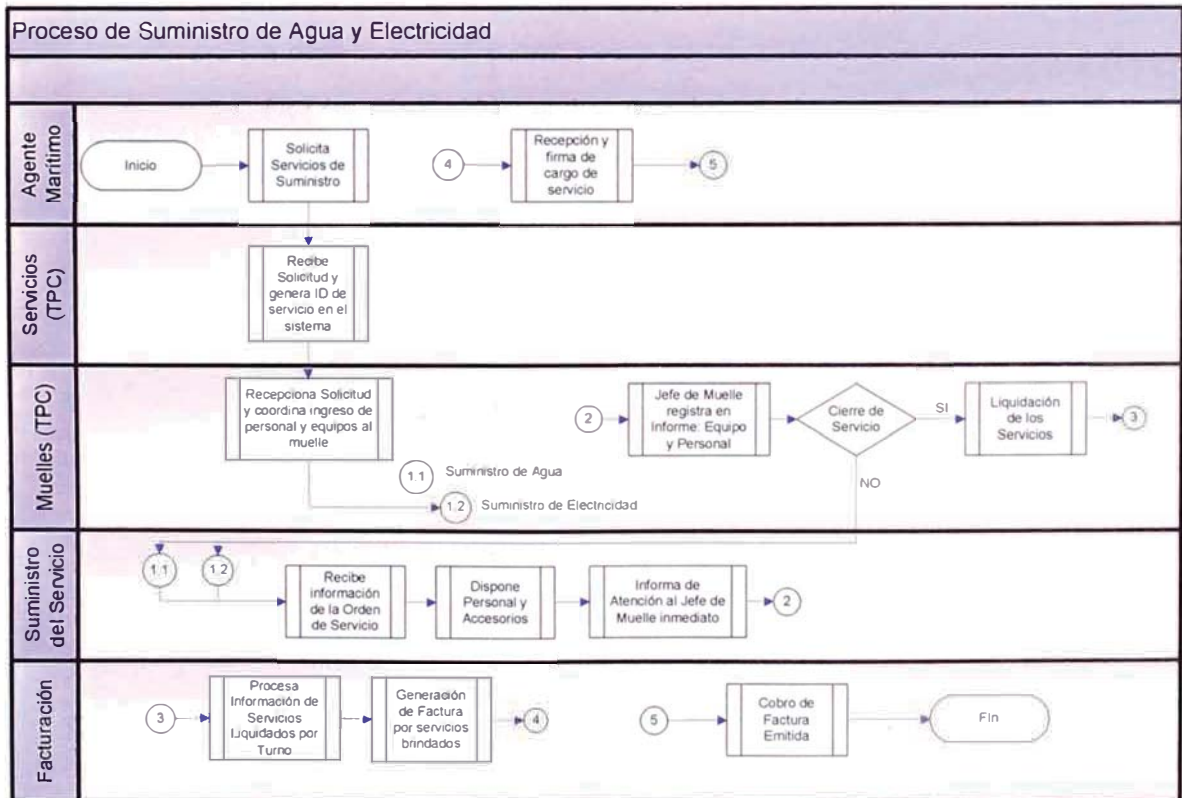 Proceso de Suministro de Agua y Electricidad
Agente
Marítimo
Inicio
Solicita
Servicios de
Suministro
4
Recepción y
firma de
cargo de
servicio
5
Servicios
(TPC)
Recibe
Solicitud y
genera ID de
servicio en el
sistema
Muelles (TPC)
Recepciona Solicitud
y coordina ingreso de
personal y equipos al
muelle
1.1
Suministro de Agua
1.2
Suministro de Electricidad
2
Jefe de Muelle
registra en
Informe: Equipo
y Personal
Cierre de
Servicio
SI
NO
Liquidación
de los
Servicios
3
Suministro
del Servicio
1.1
1.2
Recibe
información
de la Orden
de Servicio
Dispone
Personal y
Accesorios
Informa de
Atención al Jefe de
Muelle inmediato
2
Facturación
3
Procesa
Información de
Servicios
Liquidados por
Turno
Generación
de Factura
por servicios
brindados
4
5
Cobro de
Factura
Emitida
Fin